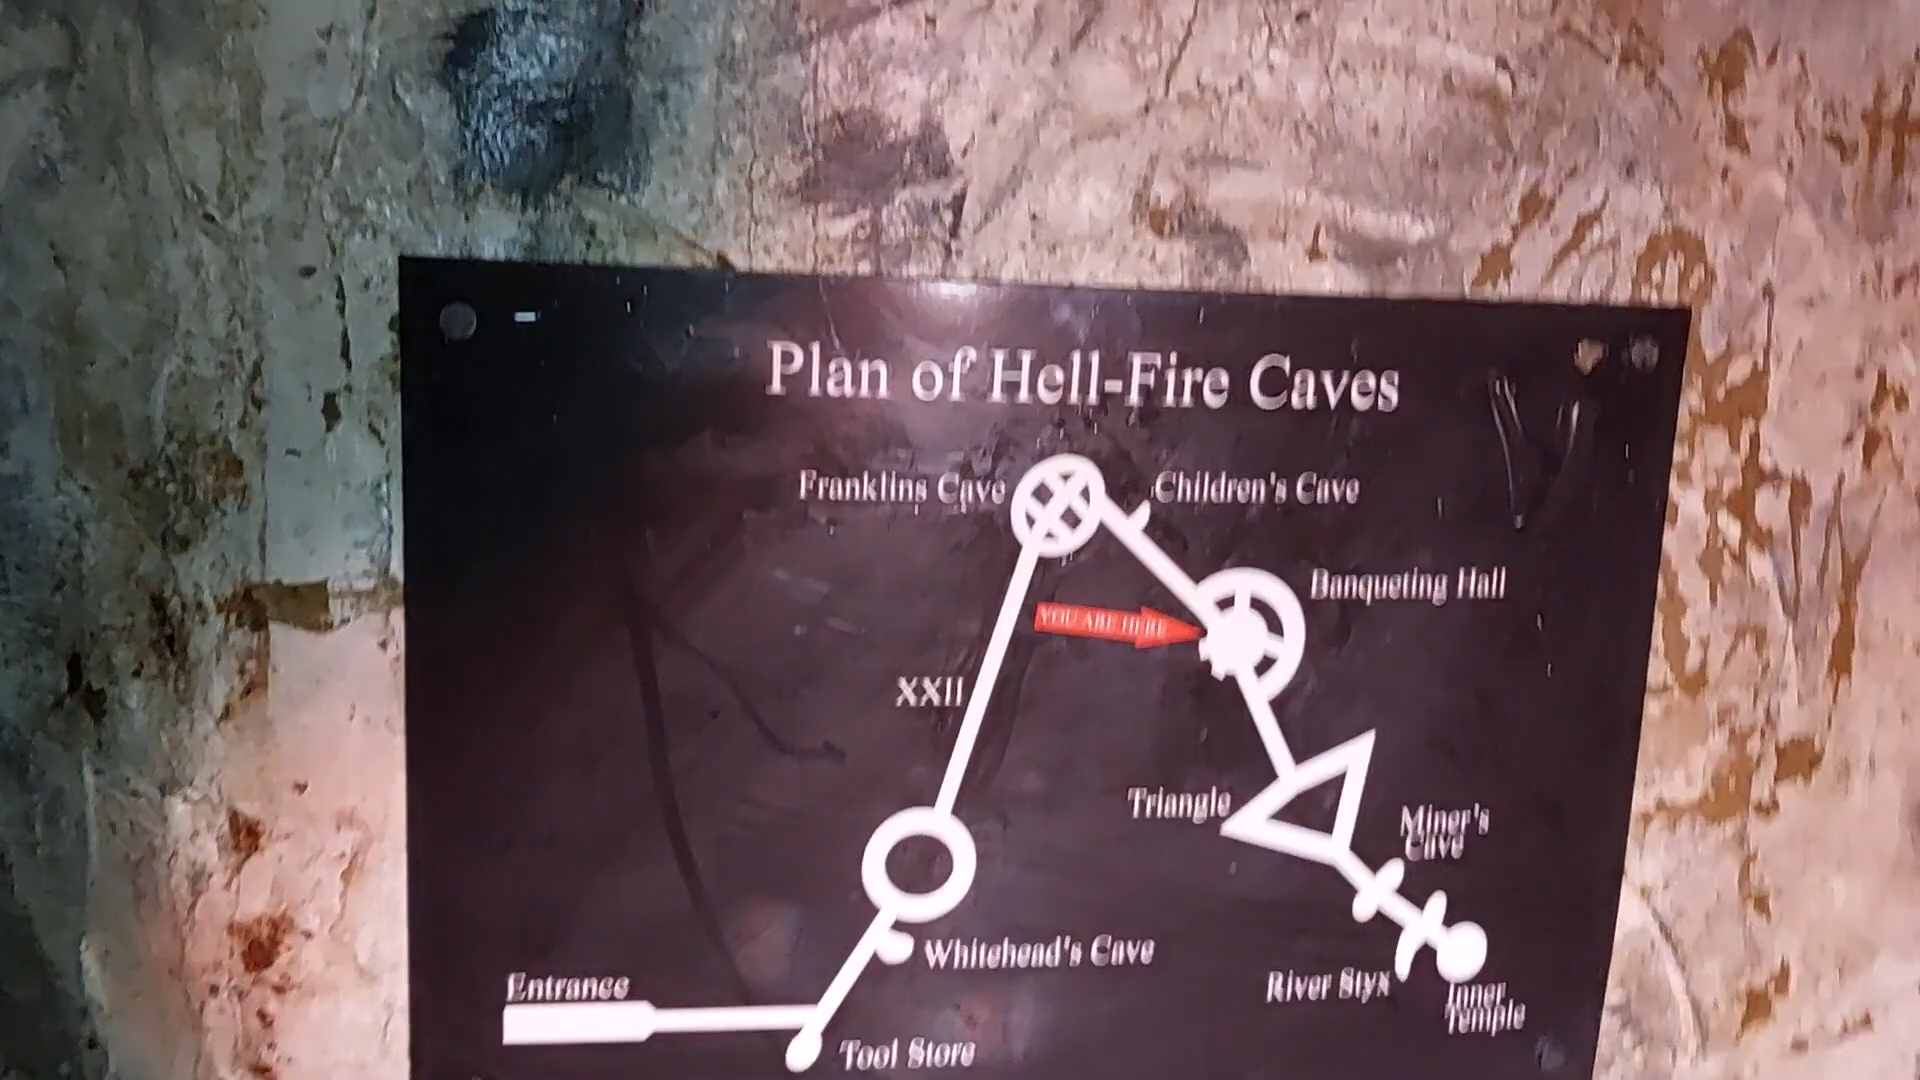 Plan of Hell-Fire Caves
Franklins Cave
Children's Cave
Banqueting Hall
YOU ARE HERE
XXII
Triangle
Miner's
Cave
Whitehead's Cave
Entrance
River Styx
Inner
Temple
Tool Store